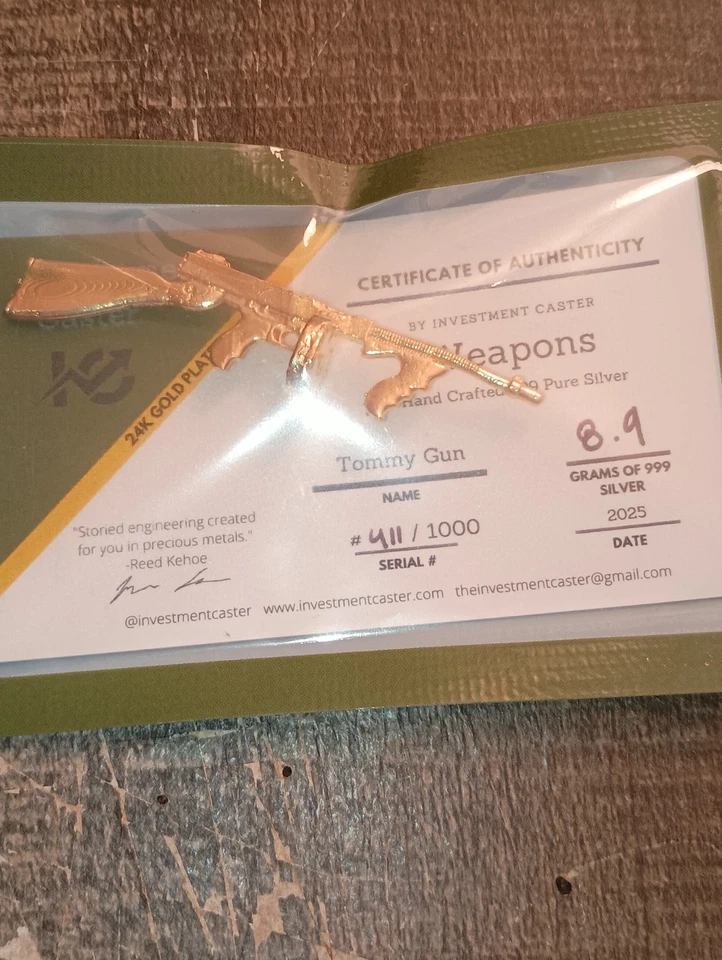 CERTIFICATE OF AUTHENTICITY
BY INVESTMENT CASTER
Weapons
Hand Crafted Pure Silver
Caster
24K GOLD PLAT
Tommy Gun
NAME
8.9
GRAMS OF 999
SILVER
# 411 / 1000
SERIAL #
2025
DATE
"Storied engineering created
for you in precious metals."
-Reed Kehoe
@investmentcaster www.investmentcaster.com theinvestmentcaster@gmail.com